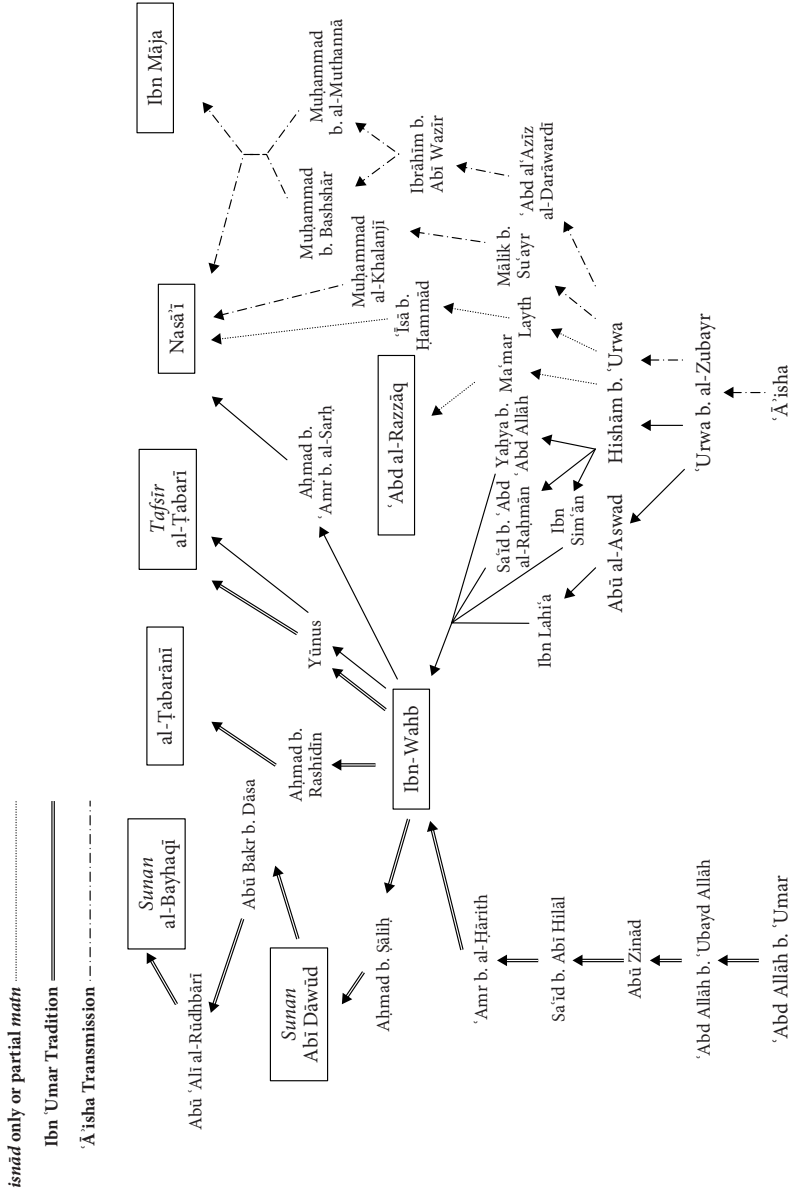 isnād only or partial matn
Ibn ʿUmar Tradition
ʿĀʾisha Transmission
Sunan
al-Bayhaqī
al-Ṭabarānī
Tafsīr
al-Ṭabarī
Nasāʾī
Ibn Māja
Abū ʿAlī al-Rūdhbārī
Abū Bakr b. Dāsa
Sunan
Abī Dāwūd
Aḥmad b.
Rashīdīn
Yūnus
Aḥmad b.
ʿAmr b. al-Sarḥ
Muḥammad
al-Khalanjī
Muḥammad
b. Bashshār
Muḥammad
b. al-Muthannā
ʿĪsā b.
Ḥammād
Ibrāhīm b.
Abī Wazīr
ʿAbd al-Razzāq
Aḥmad b. Ṣāliḥ
Ibn-Wahb
ʿAmr b. al-Ḥārith
Saʿīd b. Abī Hilāl
Abū Zinād
ʿAbd Allāh b. ʿUbayd Allāh
ʿAbd Allāh b. ʿUmar
Ibn Lahīʿa
Saʿīd b. ʿAbd
al-Raḥmān
Ibn
Simʿān
Yaḥya b.
ʿAbd Allāh
Maʿmar
Layth
Mālik b.
Suʿayr
ʿAbd alʿAzīz
al-Darāwardī
Abū al-Aswad
Hishām b. ʿUrwa
ʿUrwa b. al-Zubayr
ʿĀʾisha